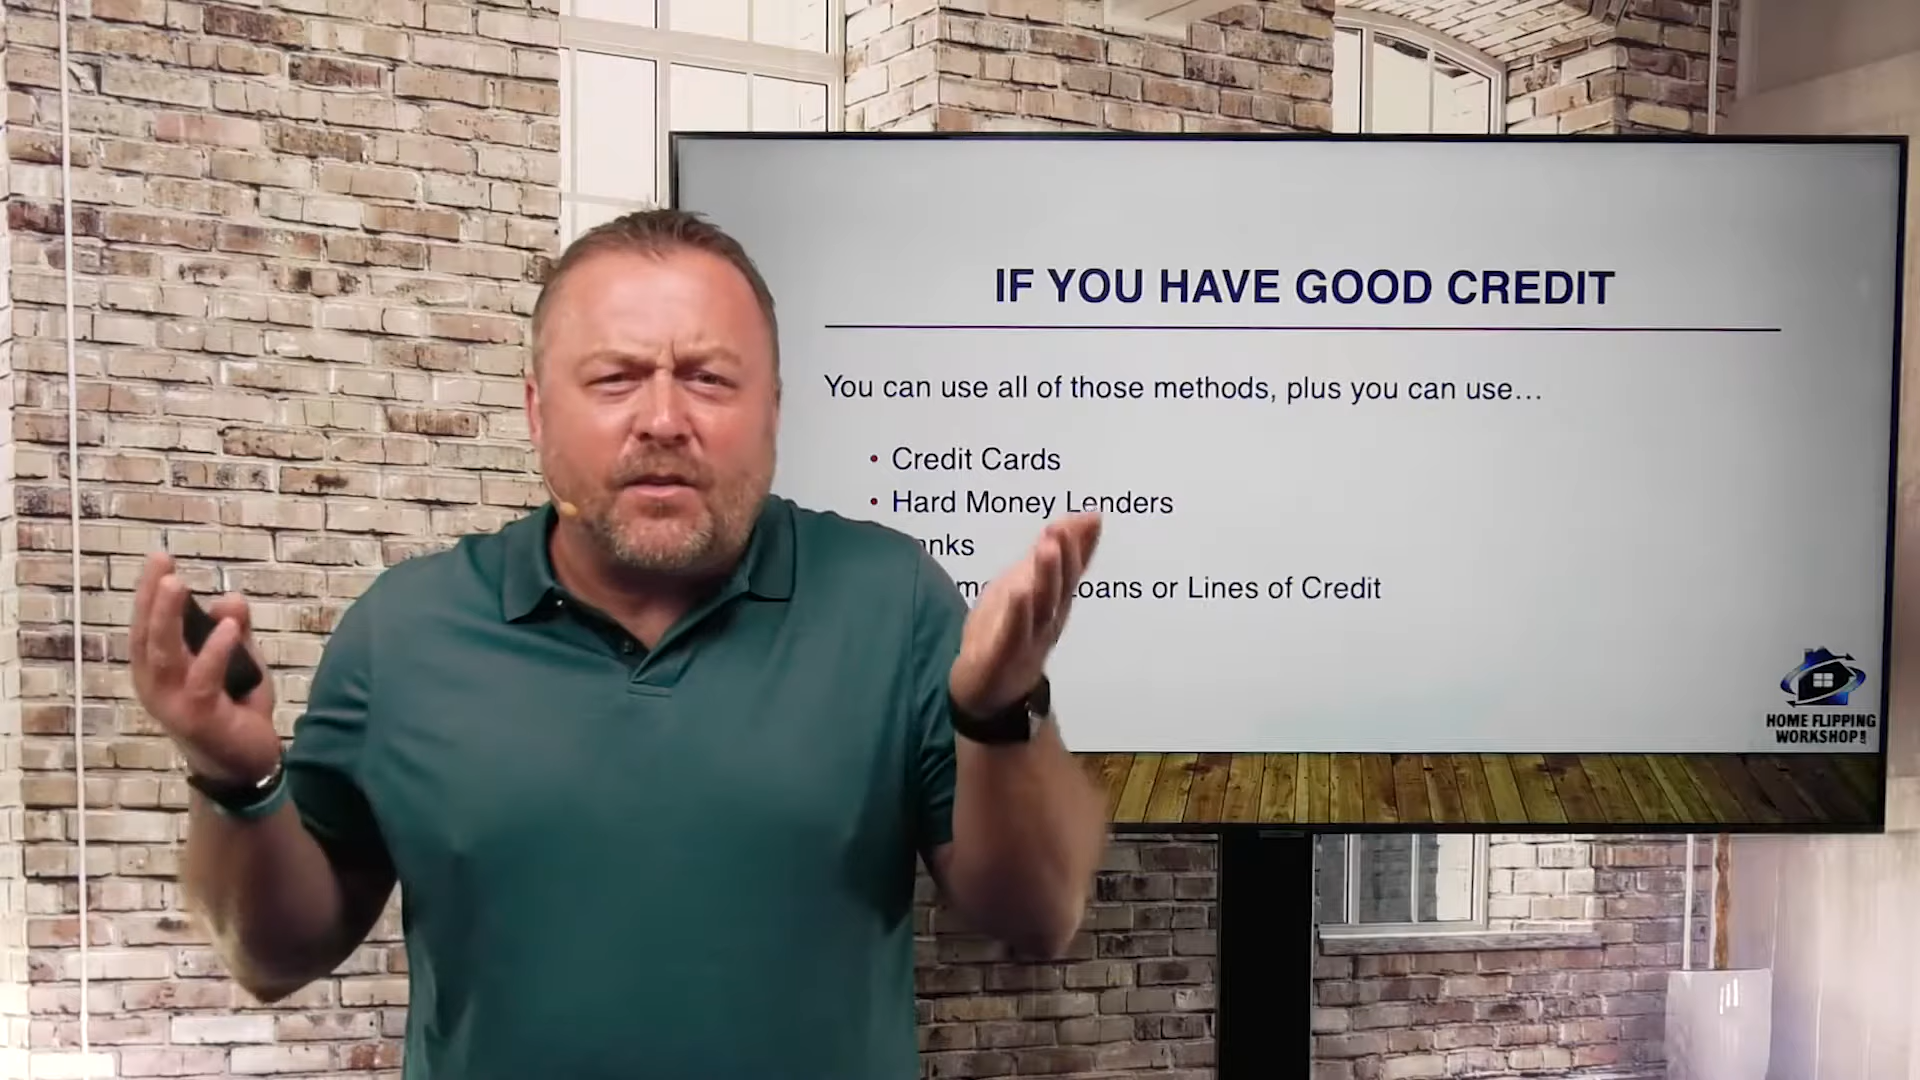 IF YOU HAVE GOOD CREDIT
You can use all of those methods, plus you can use…
• Credit Cards
• Hard Money Lenders
anks
Loans or Lines of Credit
HOME FLIPPING
WORKSHOP!